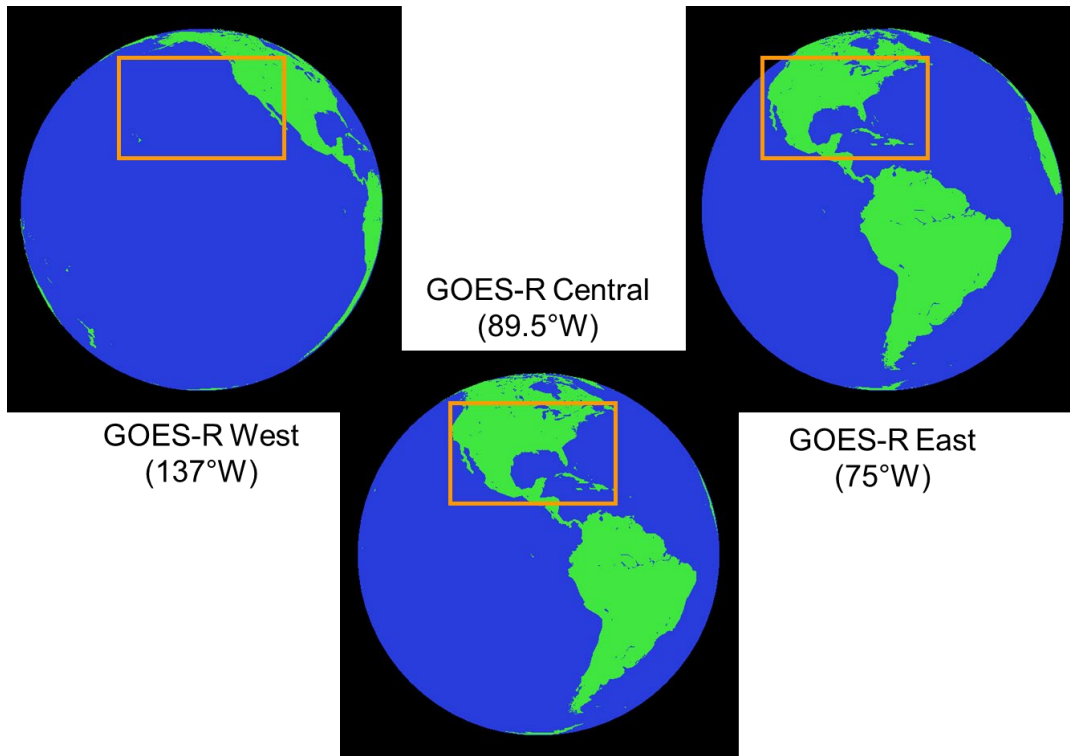 GOES-R Central
(89.5°W)
GOES-R West
(137°W)
GOES-R East
(75°W)